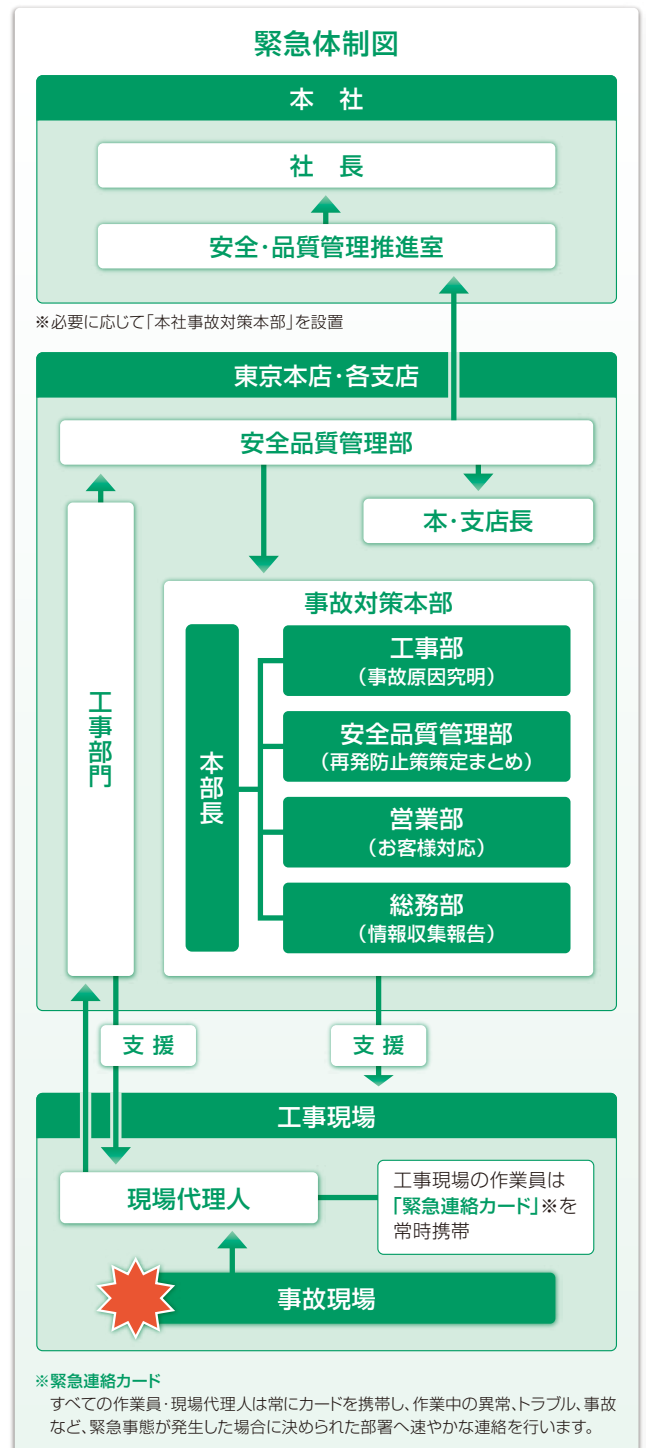 緊急体制図
本　社
社　長
安全・品質管理推進室
※必要に応じて「本社事故対策本部」を設置
東京本店・各支店
安全品質管理部
本・支店長
工事部門
事故対策本部
本部長
工事部
（事故原因究明）
安全品質管理部
（再発防止策策定まとめ）
営業部
（お客様対応）
総務部
（情報収集報告）
支 援
支 援
工事現場
現場代理人
工事現場の作業員は
「緊急連絡カード」※を
常時携帯
事故現場
※緊急連絡カード
すべての作業員・現場代理人は常にカードを携帯し、作業中の異常、トラブル、事故
など、緊急事態が発生した場合に決められた部署へ速やかな連絡を行います。